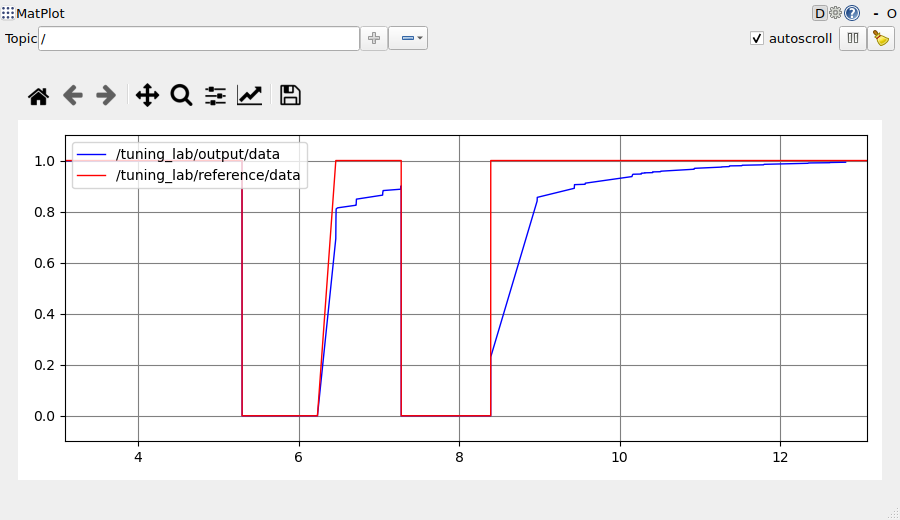 MatPlot D ? - O
Topic / autoscroll
/tuning_lab/output/data
/tuning_lab/reference/data
1.0
0.8
0.6
0.4
0.2
0.0
4 6 8 10 12